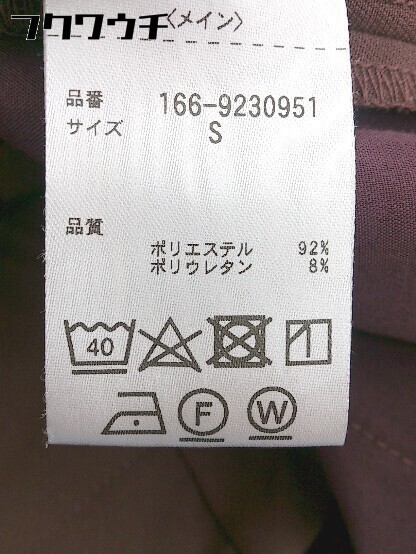 フクワウチ
〈メイン〉
品番 166-9230951
サイズ S
品質
ポリエステル 92%
ポリウレタン 8%
40
F W